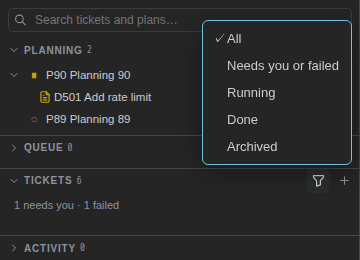 Search tickets and plans…
✓ All
Needs you or failed
Running
Done
Archived
PLANNING 2
P90 Planning 90
D501 Add rate limit
P89 Planning 89
QUEUE 0
TICKETS 6
1 needs you · 1 failed
ACTIVITY 0